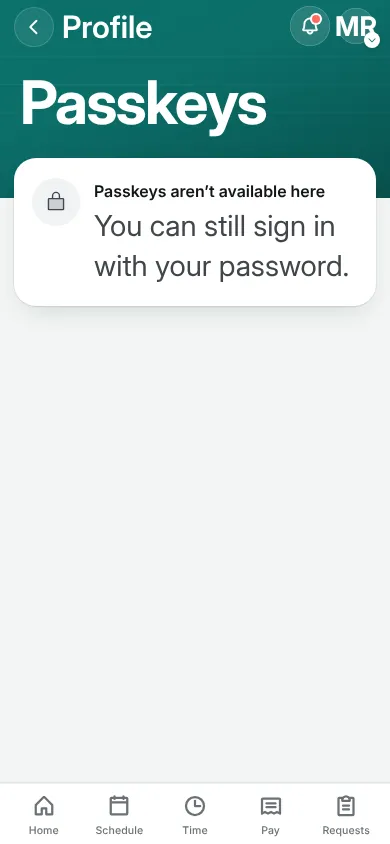 Profile
MR
Passkeys
Passkeys aren’t available here
You can still sign in
with your password.
Home
Schedule
Time
Pay
Requests